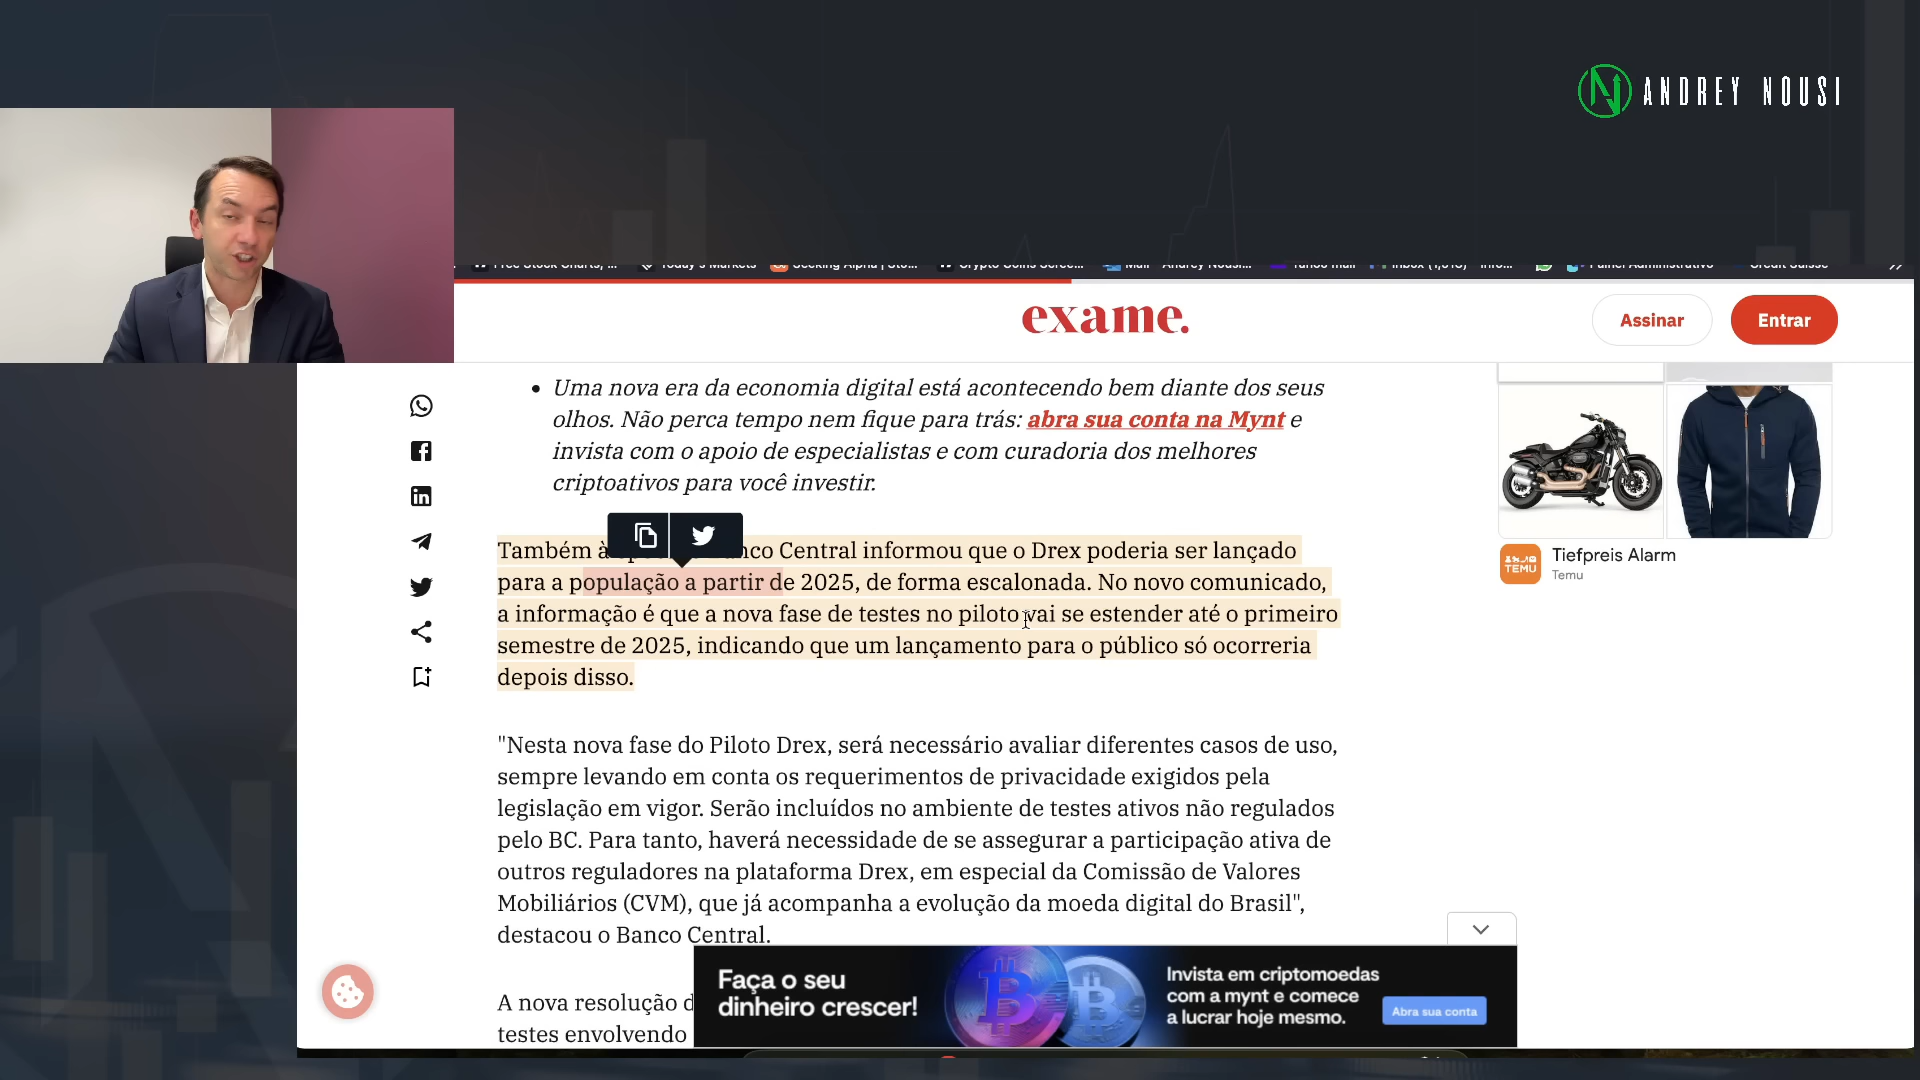 ANDREY NOUSI
Today's Markets
exame.
Assinar
Entrar
Uma nova era da economia digital está acontecendo bem diante dos seus
olhos. Não perca tempo nem fique para trás: abra sua conta na Mynt e
invista com o apoio de especialistas e com curadoria dos melhores
criptoativos para você investir.
Também à nco Central informou que o Drex poderia ser lançado
para a população a partir de 2025, de forma escalonada. No novo comunicado,
a informação é que a nova fase de testes no piloto vai se estender até o primeiro
semestre de 2025, indicando que um lançamento para o público só ocorreria
depois disso.
"Nesta nova fase do Piloto Drex, será necessário avaliar diferentes casos de uso,
sempre levando em conta os requerimentos de privacidade exigidos pela
legislação em vigor. Serão incluídos no ambiente de testes ativos não regulados
pelo BC. Para tanto, haverá necessidade de se assegurar a participação ativa de
outros reguladores na plataforma Drex, em especial da Comissão de Valores
Mobiliários (CVM), que já acompanha a evolução da moeda digital do Brasil",
destacou o Banco Central.
A nova resolução d
testes envolvendo
TEMU
Tiefpreis Alarm
Temu
Faça o seu
dinheiro crescer!
Invista em criptomoedas
com a mynt e comece
a lucrar hoje mesmo.
Abra sua conta